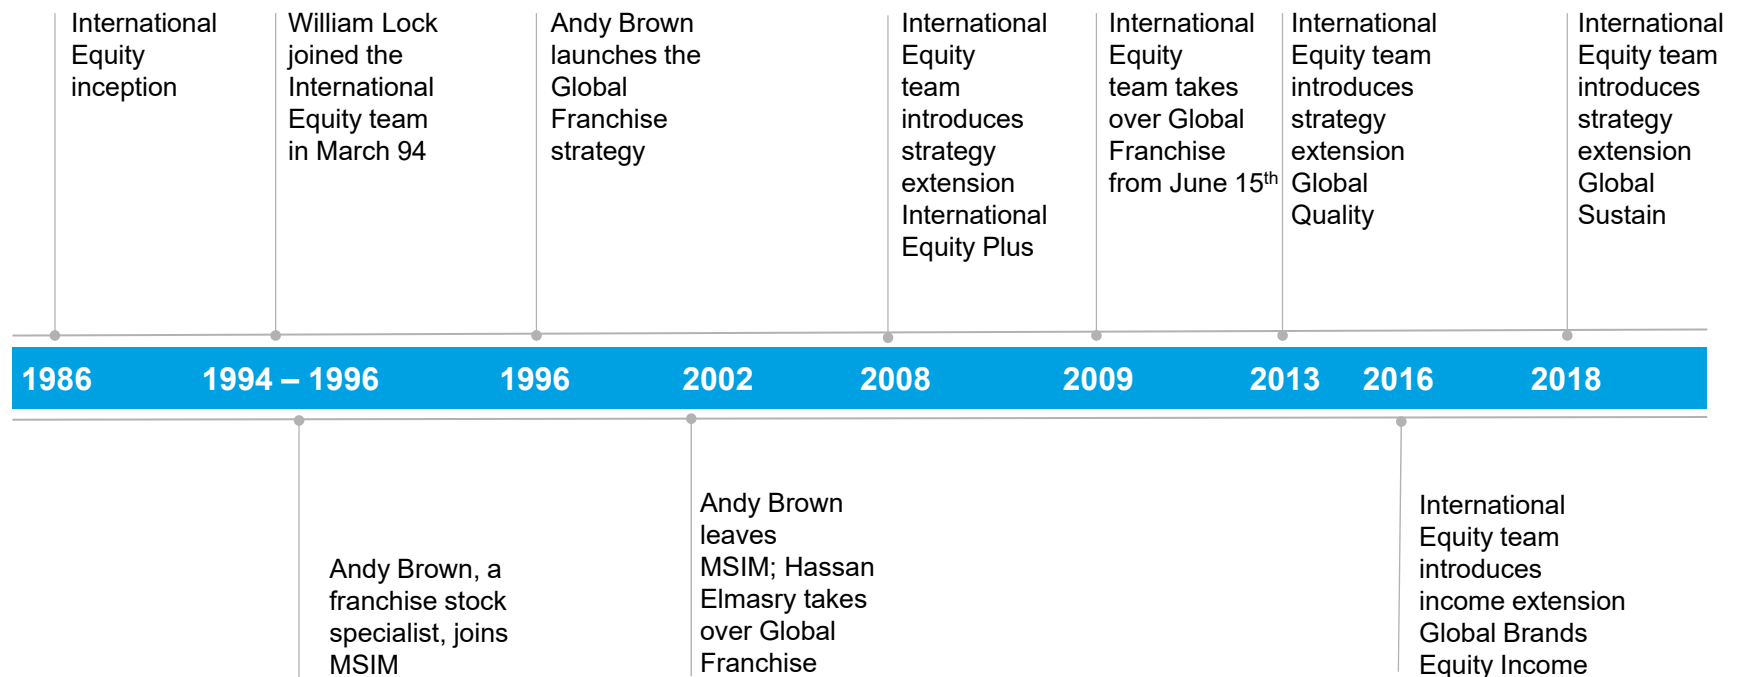 International
Equity
inception
William Lock
joined the
International
Equity team
in March 94
Andy Brown
launches the
Global
Franchise
strategy
International
Equity
team
introduces
strategy
extension
International
Equity Plus
International
Equity
team takes
over Global
Franchise
from June 15th
International
Equity team
introduces
strategy
extension
Global
Quality
International
Equity team
introduces
strategy
extension
Global
Sustain
1986
1994 – 1996
1996
2002
2008
2009
2013
2016
2018
Andy Brown, a
franchise stock
specialist, joins
MSIM
Andy Brown
leaves
MSIM; Hassan
Elmasry takes
over Global
Franchise
International
Equity team
introduces
income extension
Global Brands
Equity Income